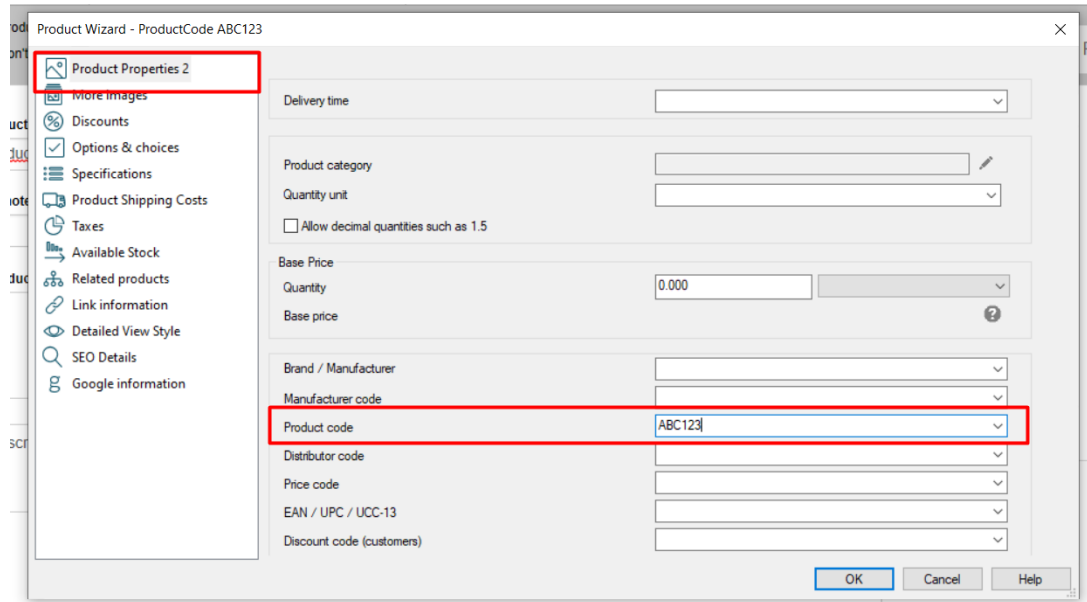 Product Wizard - ProductCode ABC123
Product Properties 2
More Images
Discounts
Options & choices
Specifications
Product Shipping Costs
Taxes
Available Stock
Related products
Link information
Detailed View Style
SEO Details
Google information
Delivery time
Product category
Quantity unit
Allow decimal quantities such as 1.5
Base Price
Quantity 0.000
Base price
Brand / Manufacturer
Manufacturer code
Product code ABC123
Distributor code
Price code
EAN / UPC / UCC-13
Discount code (customers)
OK Cancel Help